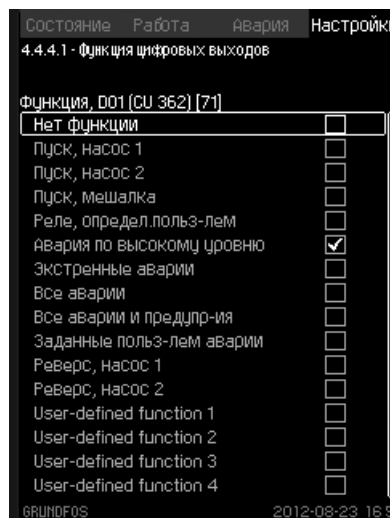 Состояние Работа Авария Настройк
4.4.4.1 - Функция цифровых выходов
Функция, DO1 (CU 362) [71]
Нет функции
Пуск, насос 1
Пуск, насос 2
Пуск, мешалка
Реле, определ.польз-лем
Авария по высокому уровню
Экстренные аварии
Все аварии
Все аварии и предупр-ия
Заданные польз-лем аварии
Реверс, насос 1
Реверс, насос 2
User-defined function 1
User-defined function 2
User-defined function 3
User-defined function 4
GRUNDFOS 2012-08-23 16: